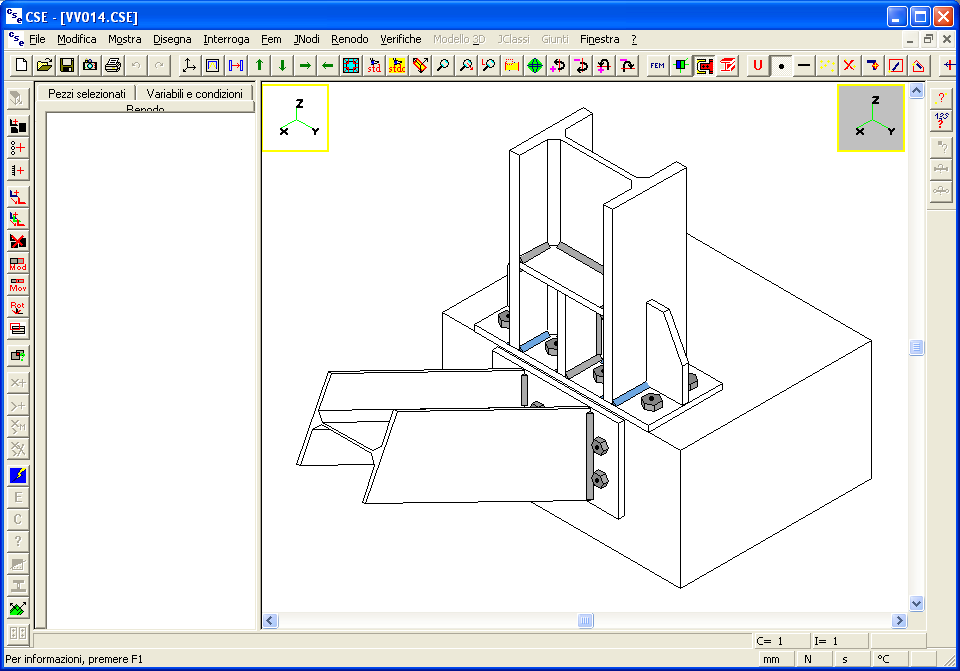 CSE - [VV014.CSE]
File Modifica Mostra Disegna Interroga Fem JNodi Renodo Verifiche Modello 3D JClassi Giunti Finestra ?
std stdc FEM U X
Pezzi selezionati Variabili e condizioni
Renodo
Z
X Y
Z
X Y
?
123
?
Mod
Mov
Rot
E
C
?
C= 1 I= 1
Per informazioni, premere F1 mm N s °C